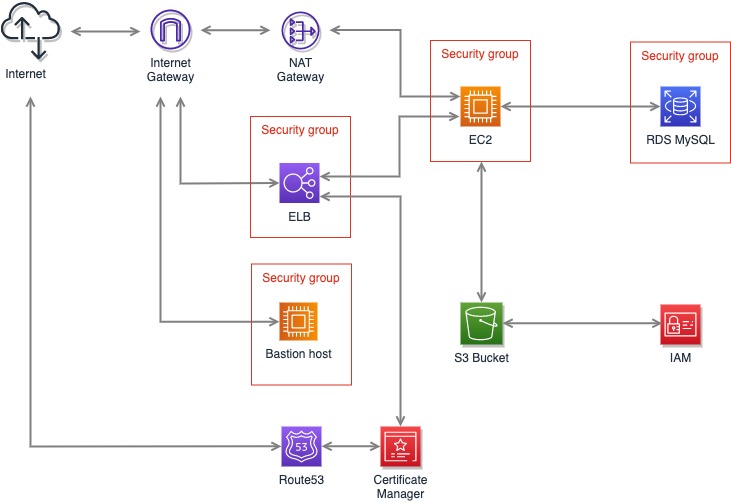 Internet
Internet
Gateway
NAT
Gateway
Security group
EC2
Security group
RDS MySQL
Security group
ELB
Security group
Bastion host
S3 Bucket
IAM
53
Route53
Certificate
Manager